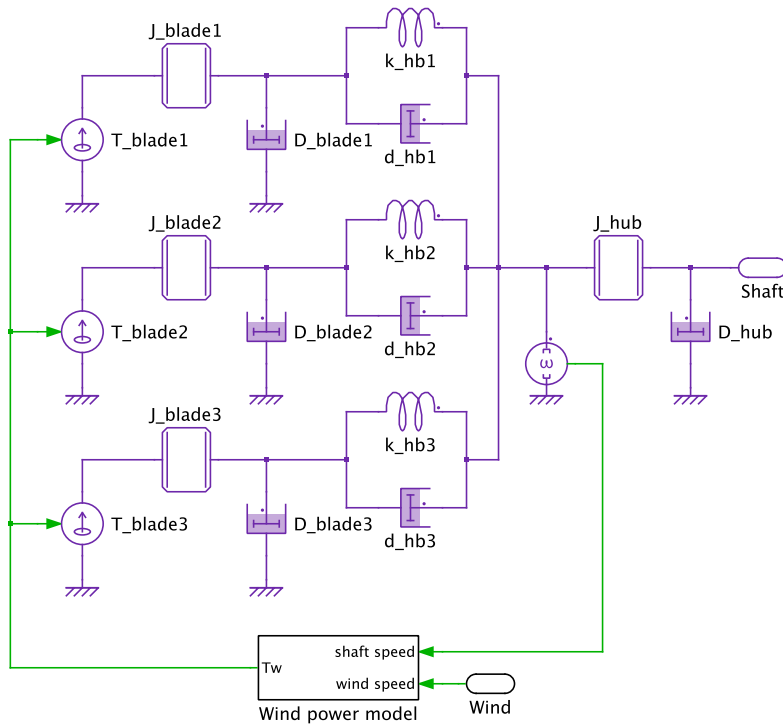 J_blade1
k_hb1
T_blade1
D_blade1
d_hb1
J_blade2
k_hb2
J_hub
Shaft
T_blade2
D_blade2
d_hb2
D_hub
ω
J_blade3
k_hb3
T_blade3
D_blade3
d_hb3
shaft speed
Tw
wind speed
Wind
Wind power model